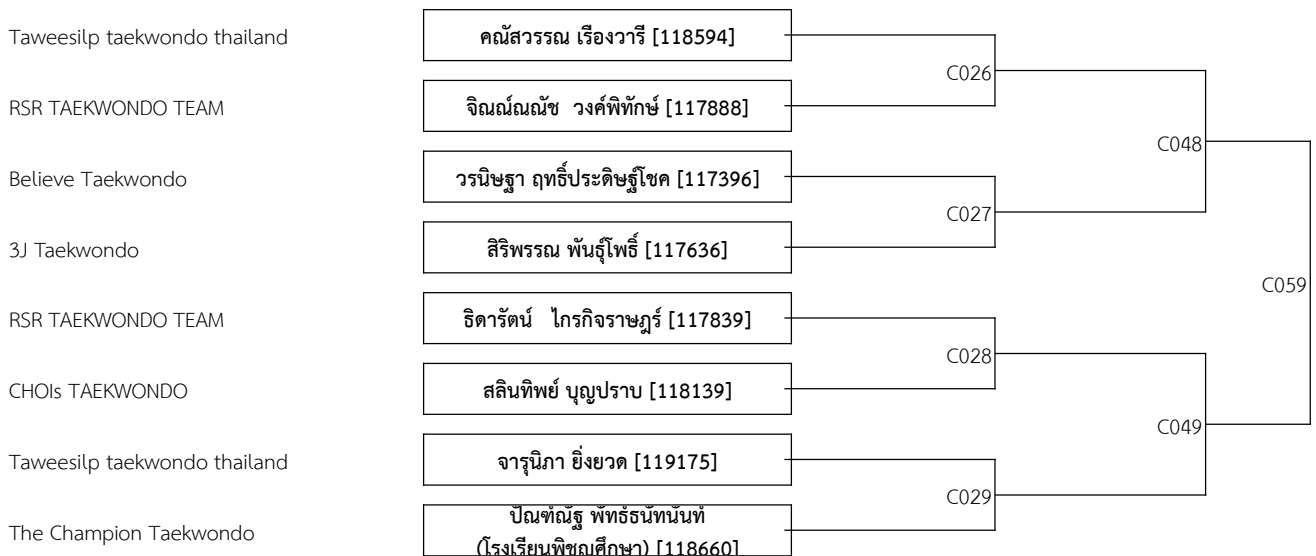 Taweesilp taekwondo thailand
คณัสวรรณ เรืองวารี [118594]
C026
RSR TAEKWONDO TEAM
จิณณ์ณณัช วงค์พิทักษ์ [117888]
C048
Believe Taekwondo
วรนิษฐา ฤทธิ์ประดิษฐ์โชค [117396]
C027
3J Taekwondo
สิริพรรณ พันธุ์โพธิ์ [117636]
C059
RSR TAEKWONDO TEAM
ธิดารัตน์ ไกรกิจราษฎร์ [117839]
C028
CHOIs TAEKWONDO
สลินทิพย์ บุญปราบ [118139]
C049
Taweesilp taekwondo thailand
จารุนิภา ยิ่งยวด [119175]
C029
The Champion Taekwondo
ปัณฑ์ณัฐ พัทธ์ธนัทนันท์
(โรงเรียนพิชญศึกษา) [118660]